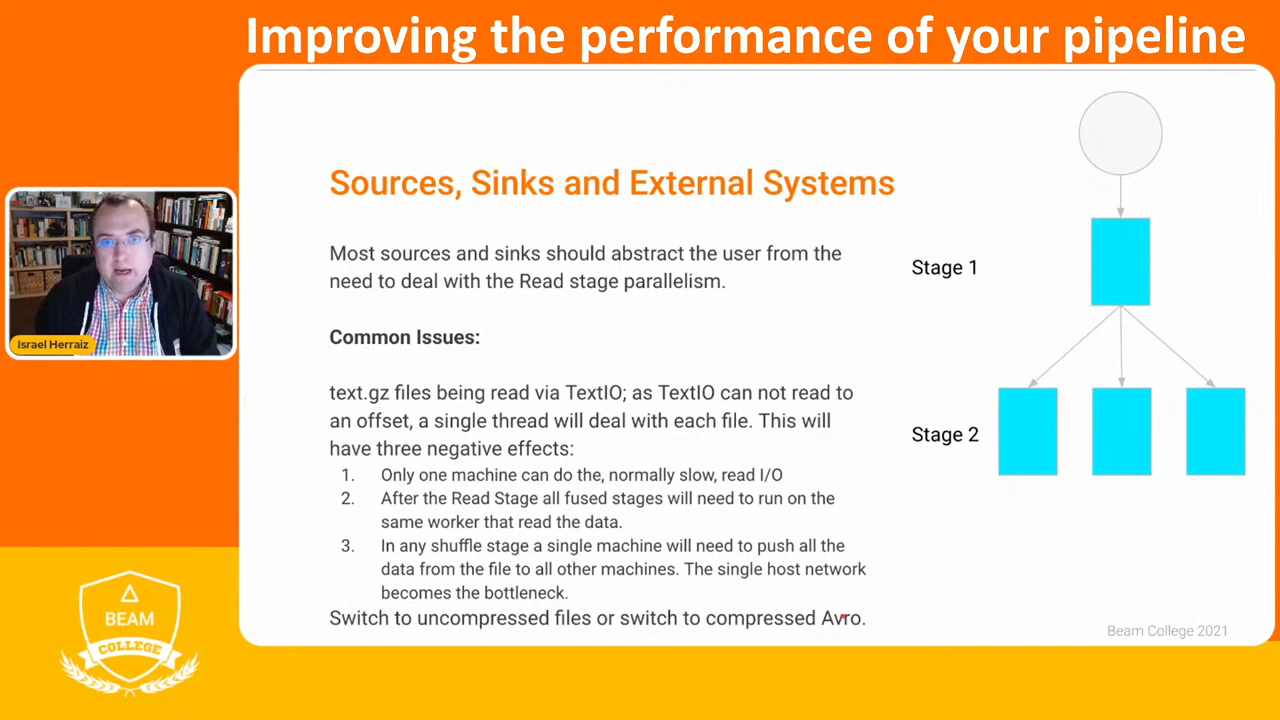 Improving the performance of your pipeline
Sources, Sinks and External Systems
Most sources and sinks should abstract the user from the
need to deal with the Read stage parallelism.
Common Issues:
text.gz files being read via TextIO; as TextIO can not read to
an offset, a single thread will deal with each file. This will
have three negative effects:
1. Only one machine can do the, normally slow, read I/O
2. After the Read Stage all fused stages will need to run on the
same worker that read the data.
3. In any shuffle stage a single machine will need to push all the
data from the file to all other machines. The single host network
becomes the bottleneck.
Switch to uncompressed files or switch to compressed Avro.
Stage 1
Stage 2
Beam College 2021
Israel Herraiz
BEAM
COLLEGE